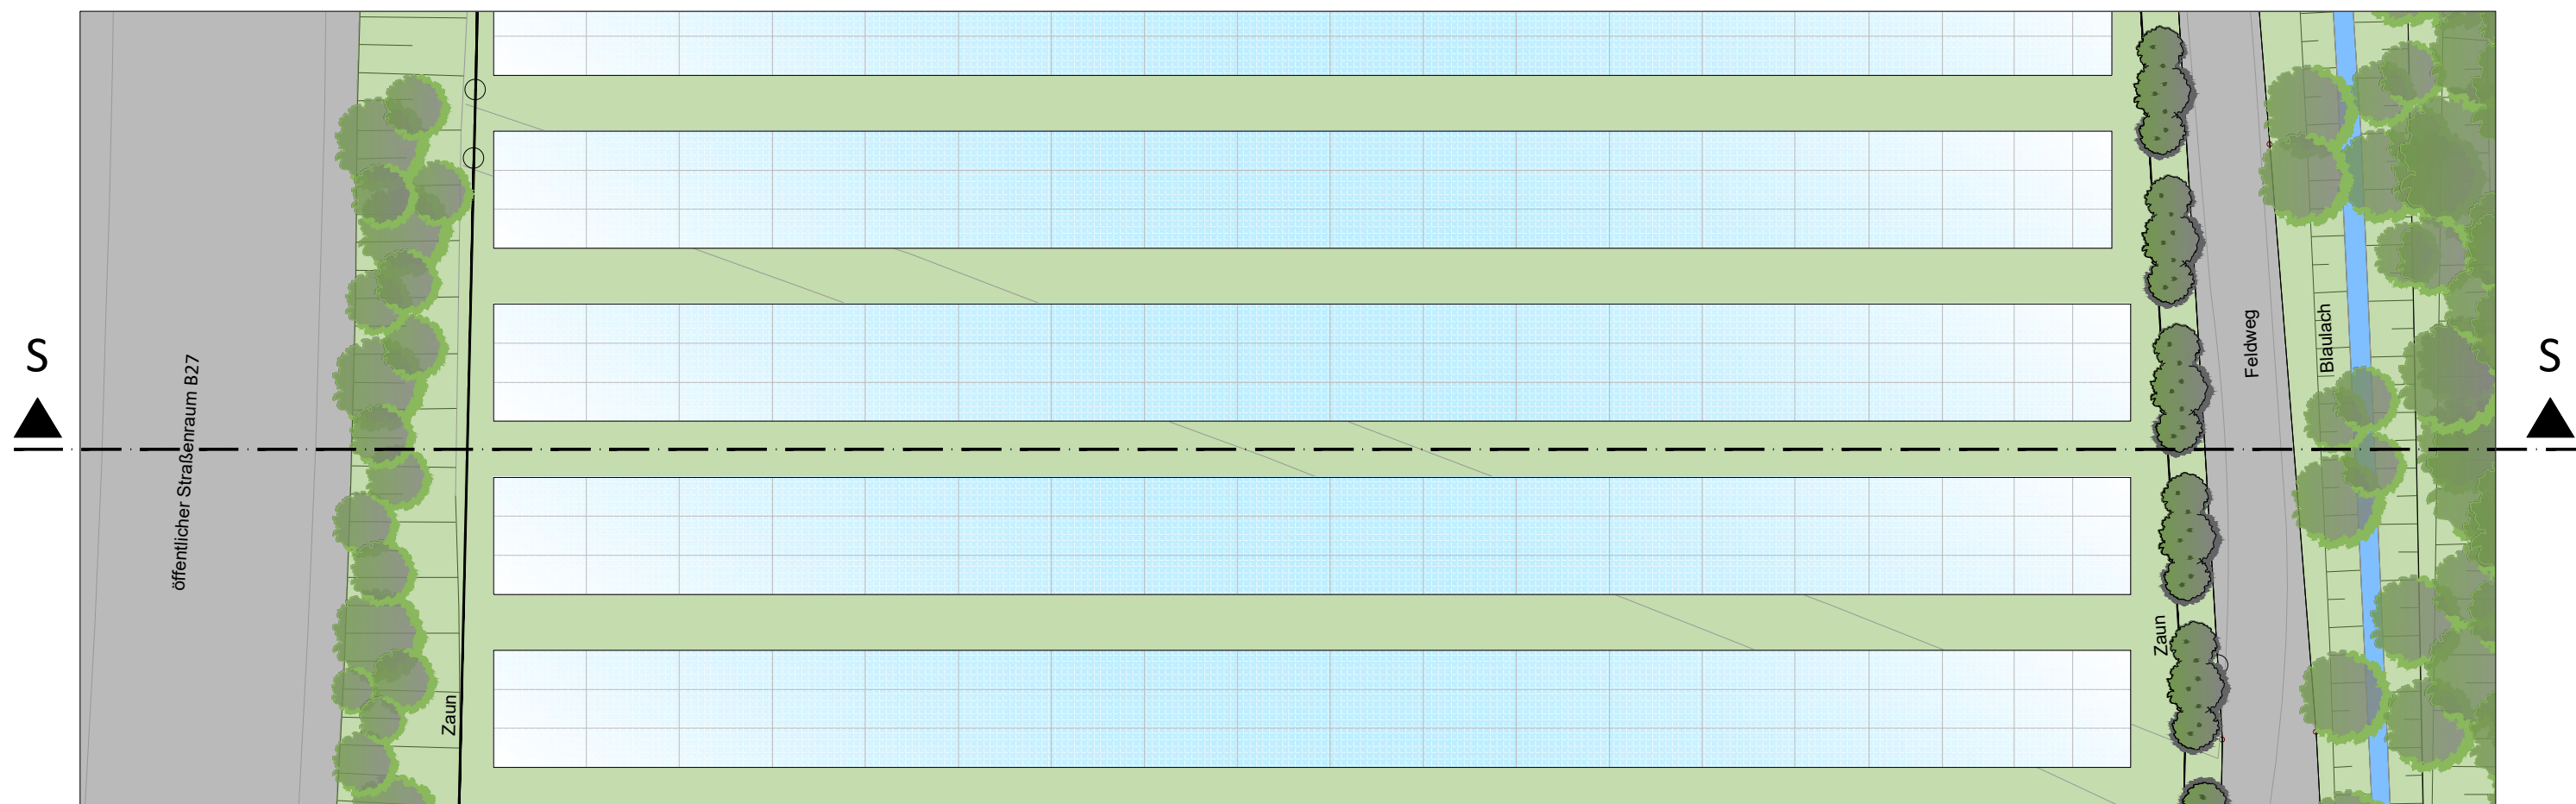 S
öffentlicher Straßenraum B27
Zaun
Zaun
Feldweg
Blaulach
S